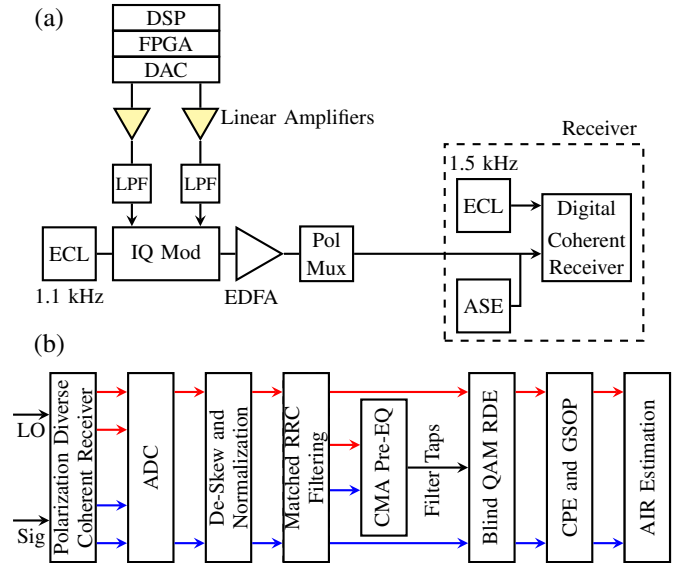 (a)
DSP
FPGA
DAC
Linear Amplifiers
LPF
LPF
Receiver
1.5 kHz
ECL
Digital
Coherent
Receiver
ECL
1.1 kHz
IQ Mod
EDFA
Pol
Mux
ASE
(b)
LO
Sig
Polarization Diverse
Coherent Receiver
ADC
De-Skew and
Normalization
Matched RRC
Filtering
CMA Pre-EQ
Filter Taps
Blind QAM RDE
CPE and GSOP
AIR Estimation